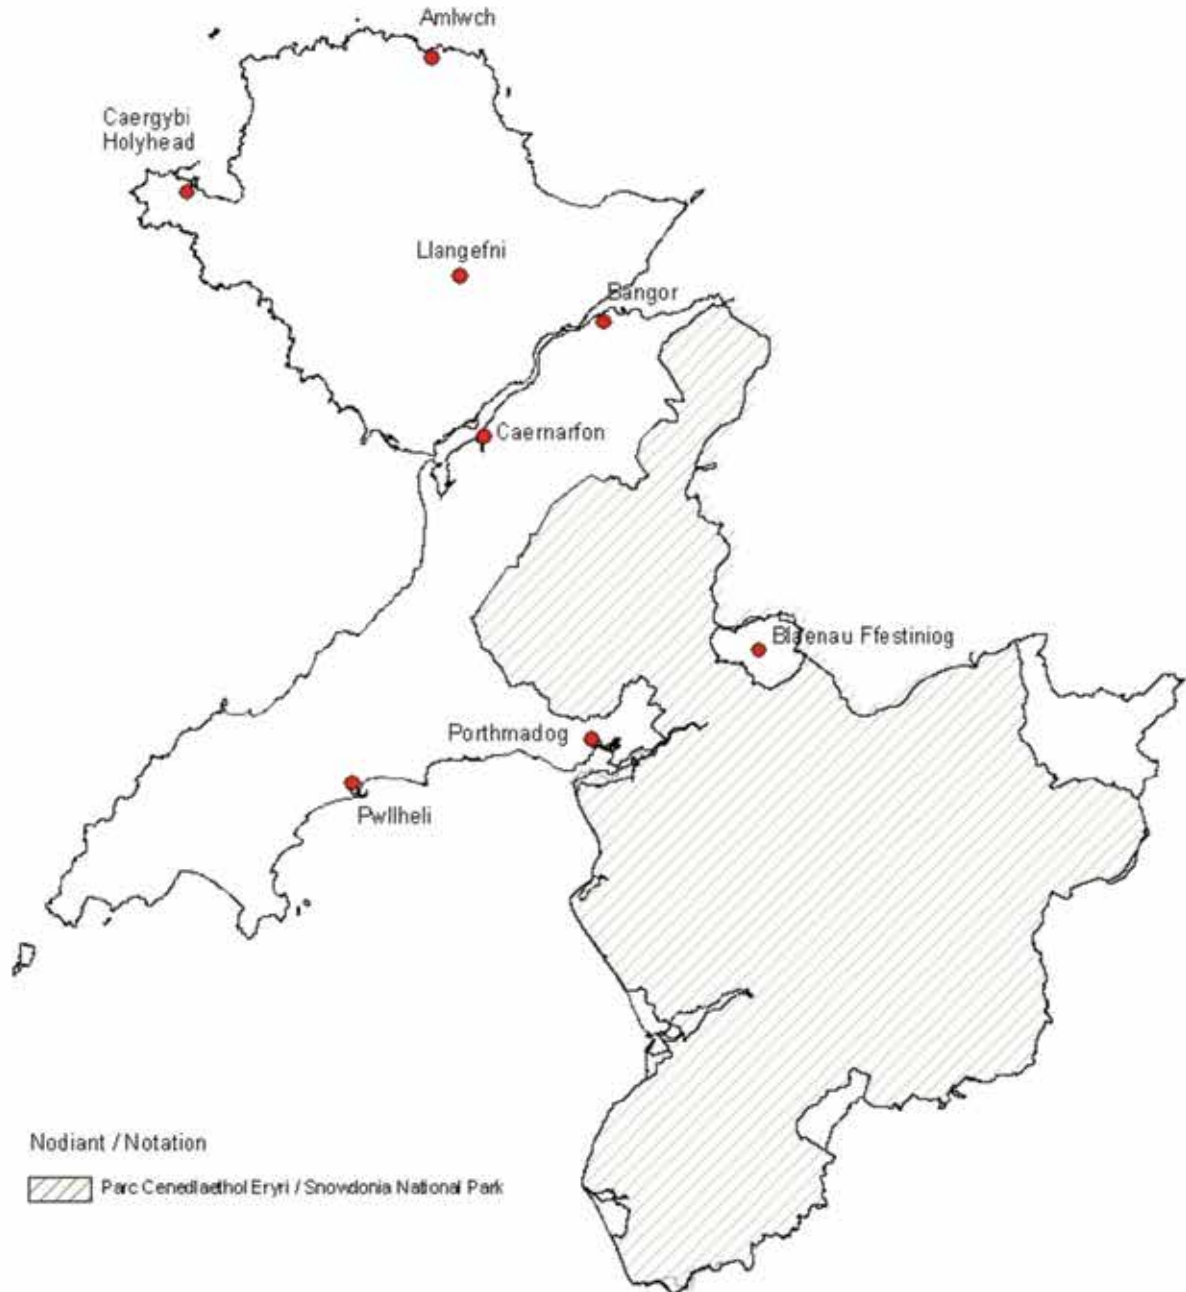 Amlwch
Caergybi
Holyhead
Llangefni
Bangor
Caernarfon
Blaenau Ffestiniog
Porthmadog
Pwllheli
Nodiant / Notation
Parc Cenedlaethol Eryri / Snowdonia National Park